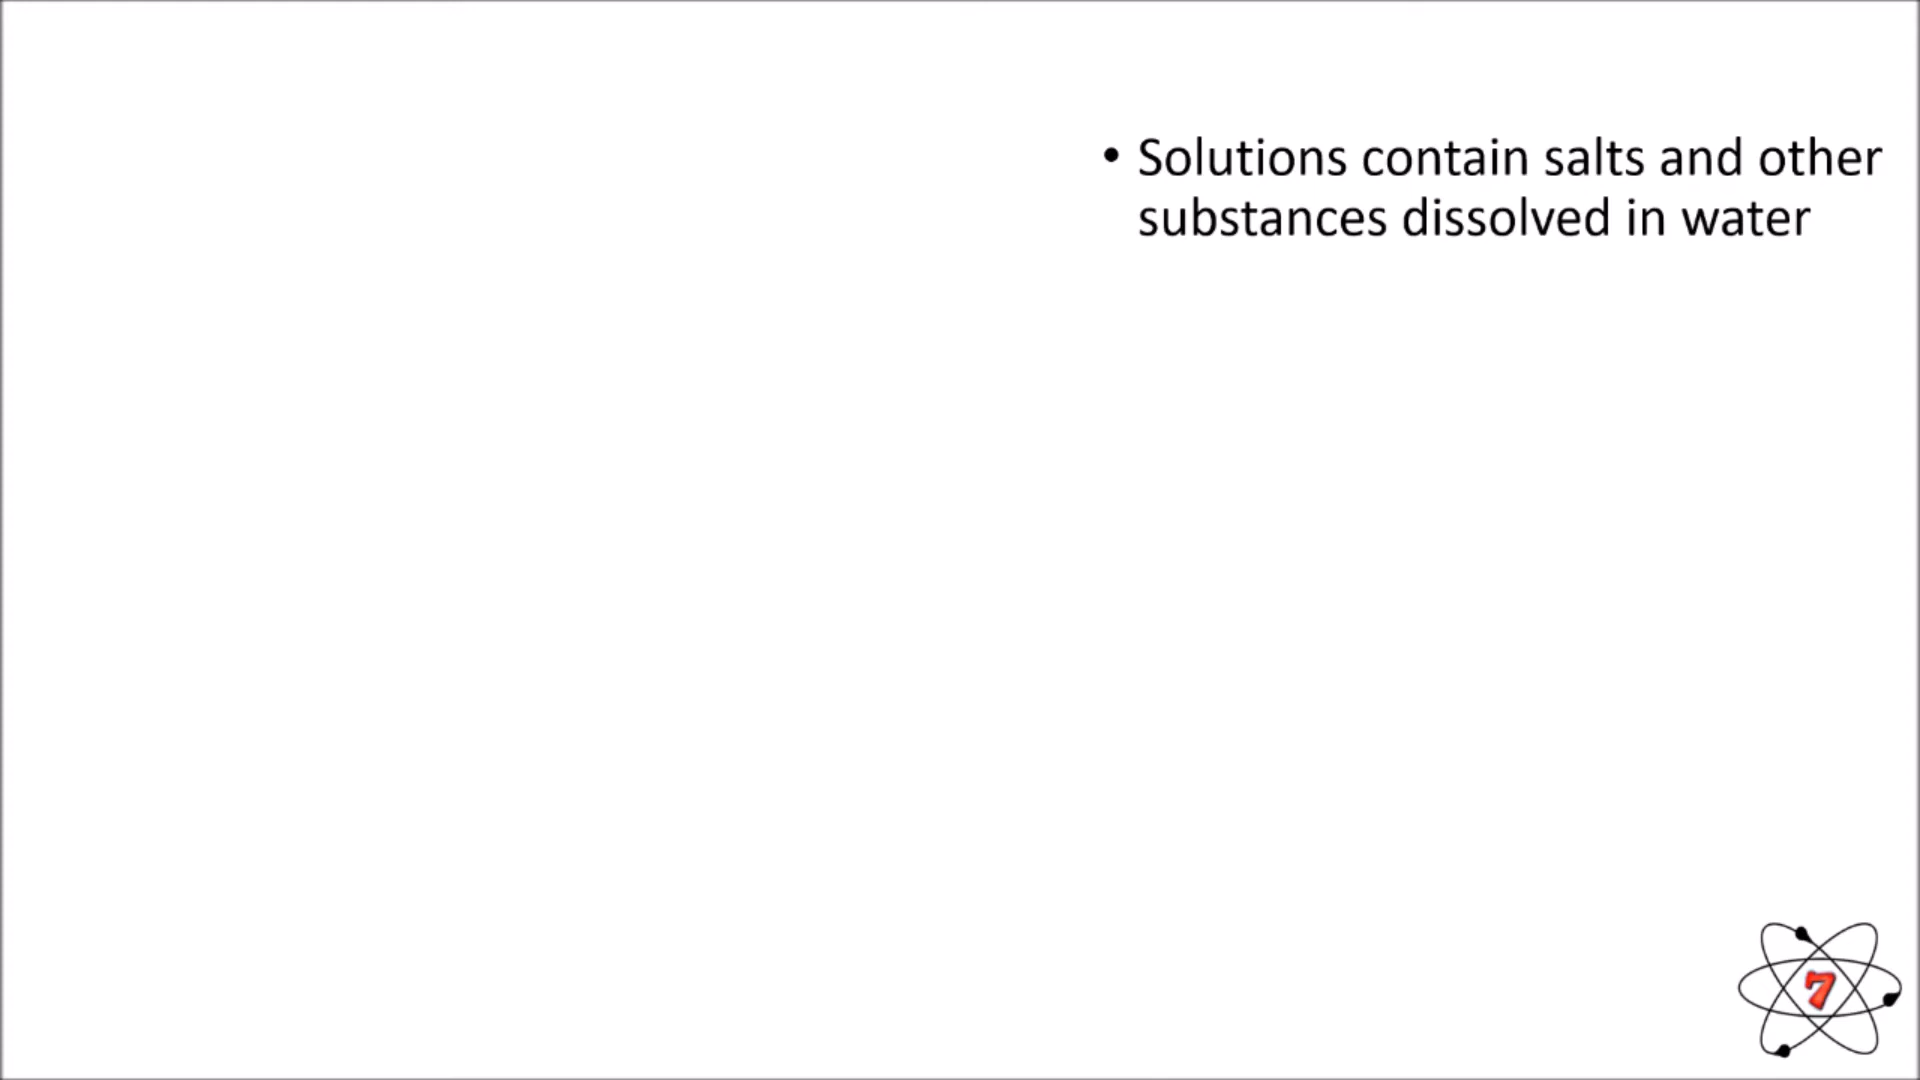 • Solutions contain salts and other
substances dissolved in water
7